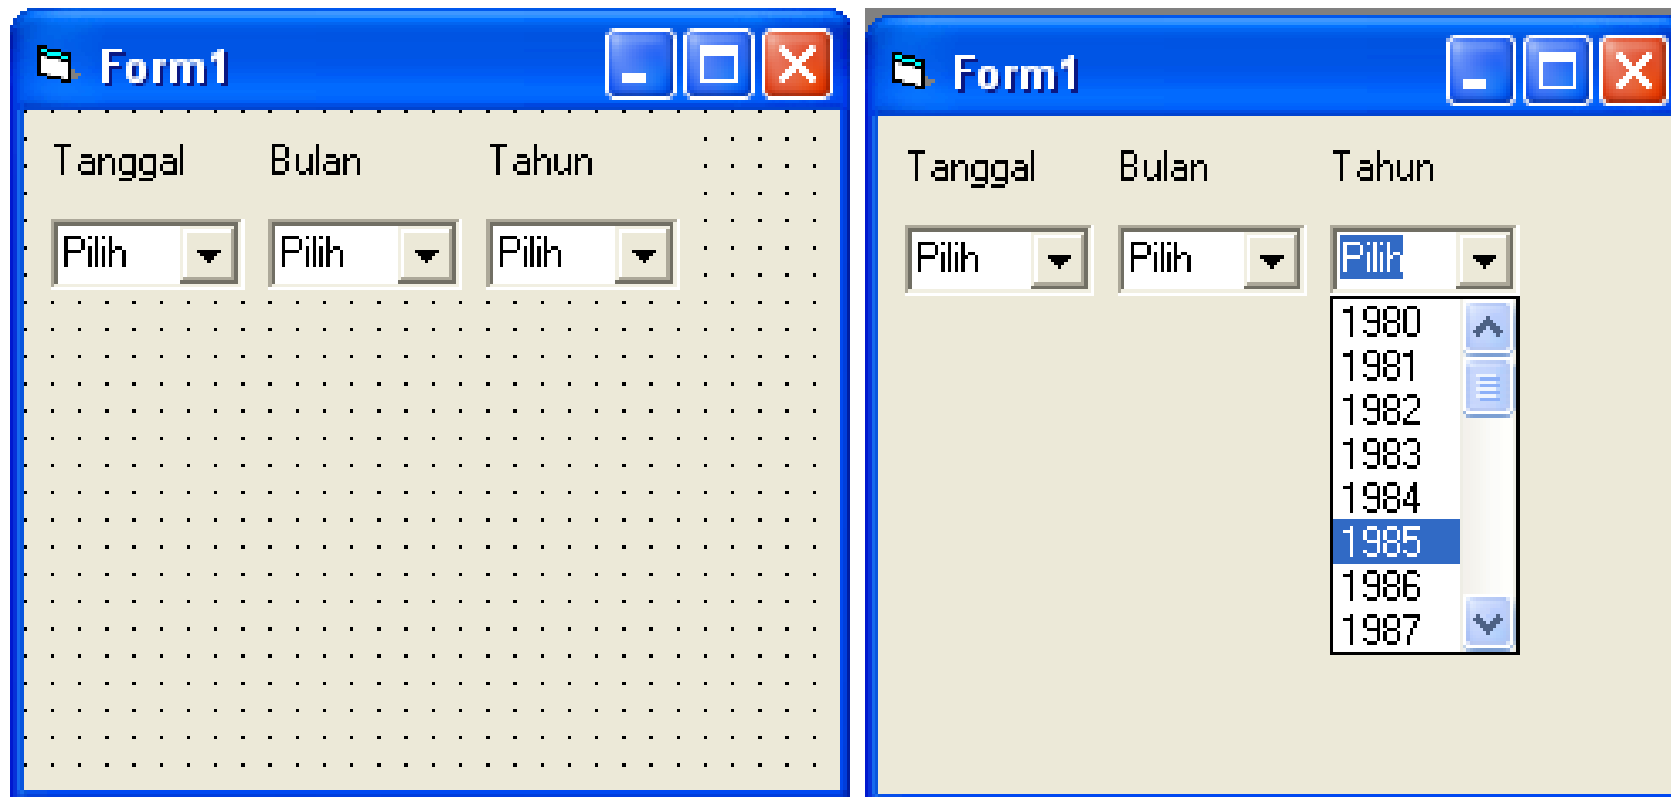 Form1
Tanggal Bulan Tahun
Pilih Pilih Pilih
Form1
Tanggal Bulan Tahun
Pilih Pilih Pilih
1980
1981
1982
1983
1984
1985
1986
1987